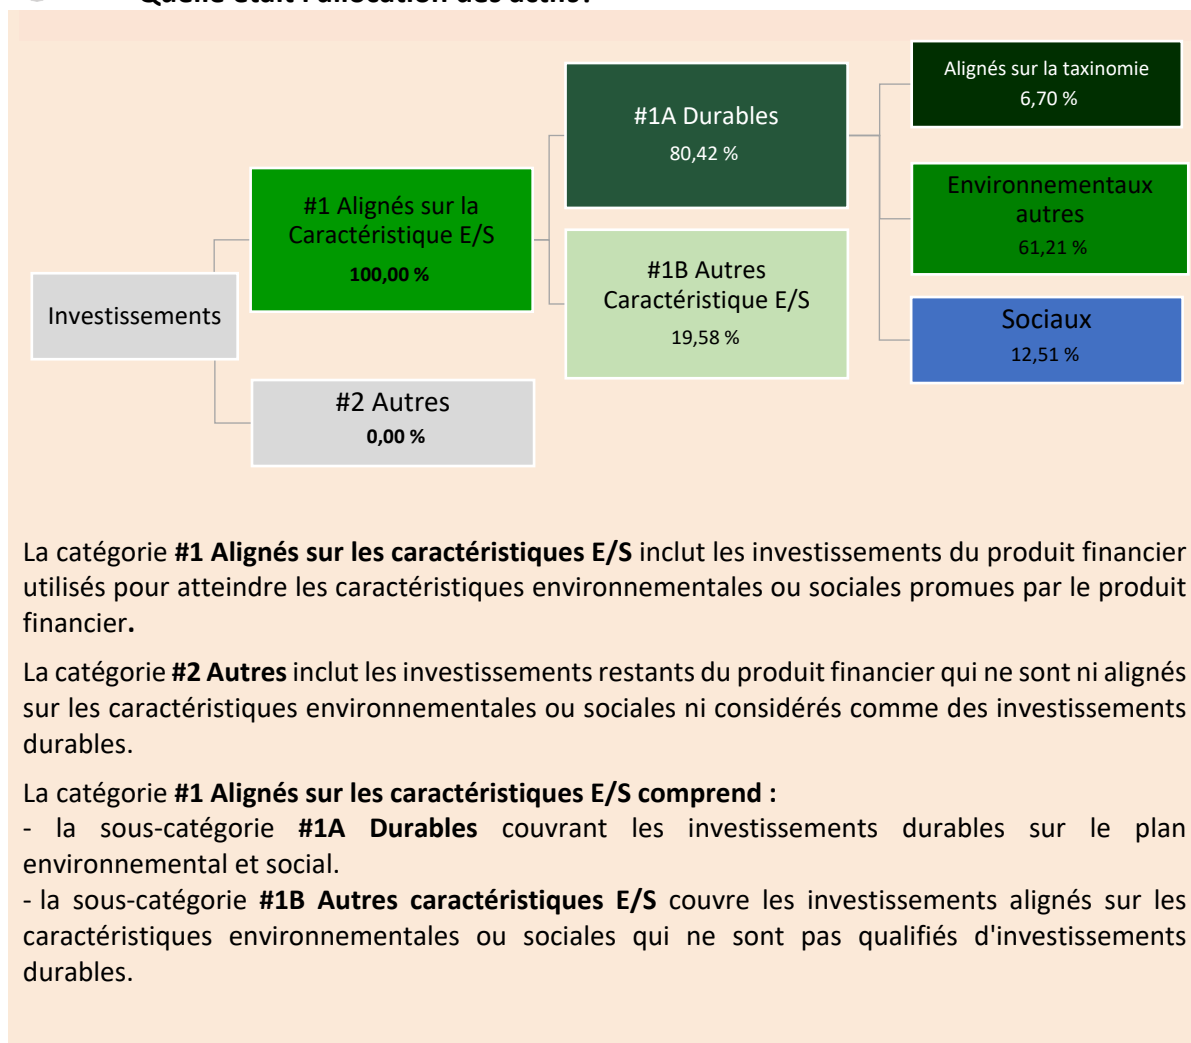 Investissements
#1 Alignés sur la
Caractéristique E/S
100,00 %
#2 Autres
0,00 %
#1A Durables
80,42 %
#1B Autres
Caractéristique E/S
19,58 %
Alignés sur la taxinomie
6,70 %
Environnementaux
autres
61,21 %
Sociaux
12,51 %
La catégorie #1 Alignés sur les caractéristiques E/S inclut les investissements du produit financier
utilisés pour atteindre les caractéristiques environnementales ou sociales promues par le produit
financier.
La catégorie #2 Autres inclut les investissements restants du produit financier qui ne sont ni alignés
sur les caractéristiques environnementales ou sociales ni considérés comme des investissements
durables.
La catégorie #1 Alignés sur les caractéristiques E/S comprend :
- la sous-catégorie #1A Durables couvrant les investissements durables sur le plan
environnemental et social.
- la sous-catégorie #1B Autres caractéristiques E/S couvre les investissements alignés sur les
caractéristiques environnementales ou sociales qui ne sont pas qualifiés d'investissements
durables.